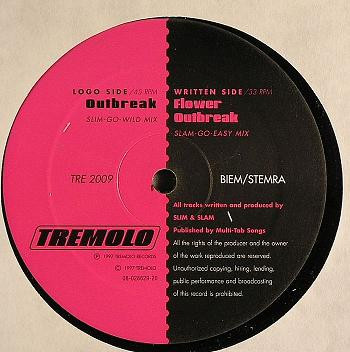 LOGO SIDE / 45 RPM
Outbreak
SLIM-GO-WILD MIX
TRE 2009
TREMOLO
℗ 1997 TREMOLO RECORDS
© 1997 TREMOLO
08-026629-20
WRITTEN SIDE / 33 RPM
Flower
Outbreak
SLAM-GO-EASY MIX
BIEM/STEMRA
All tracks written and produced by
SLIM & SLAM
Published by Multi-Tab Songs
All the rights of the producer and the owner
of the work reproduced are reserved.
Unauthorized copying, hiring, lending,
public performance and broadcasting
of this record is prohibited.